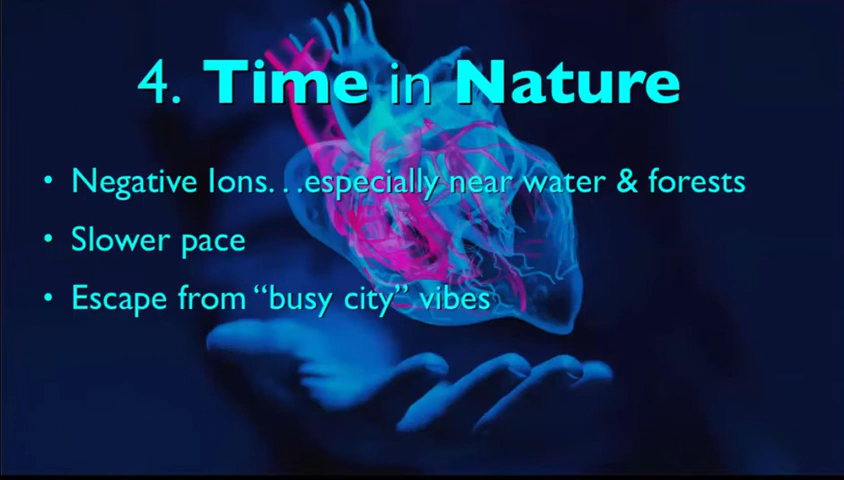 4. Time in Nature
• Negative Ions. . .especially near water & forests
• Slower pace
• Escape from “busy city” vibes